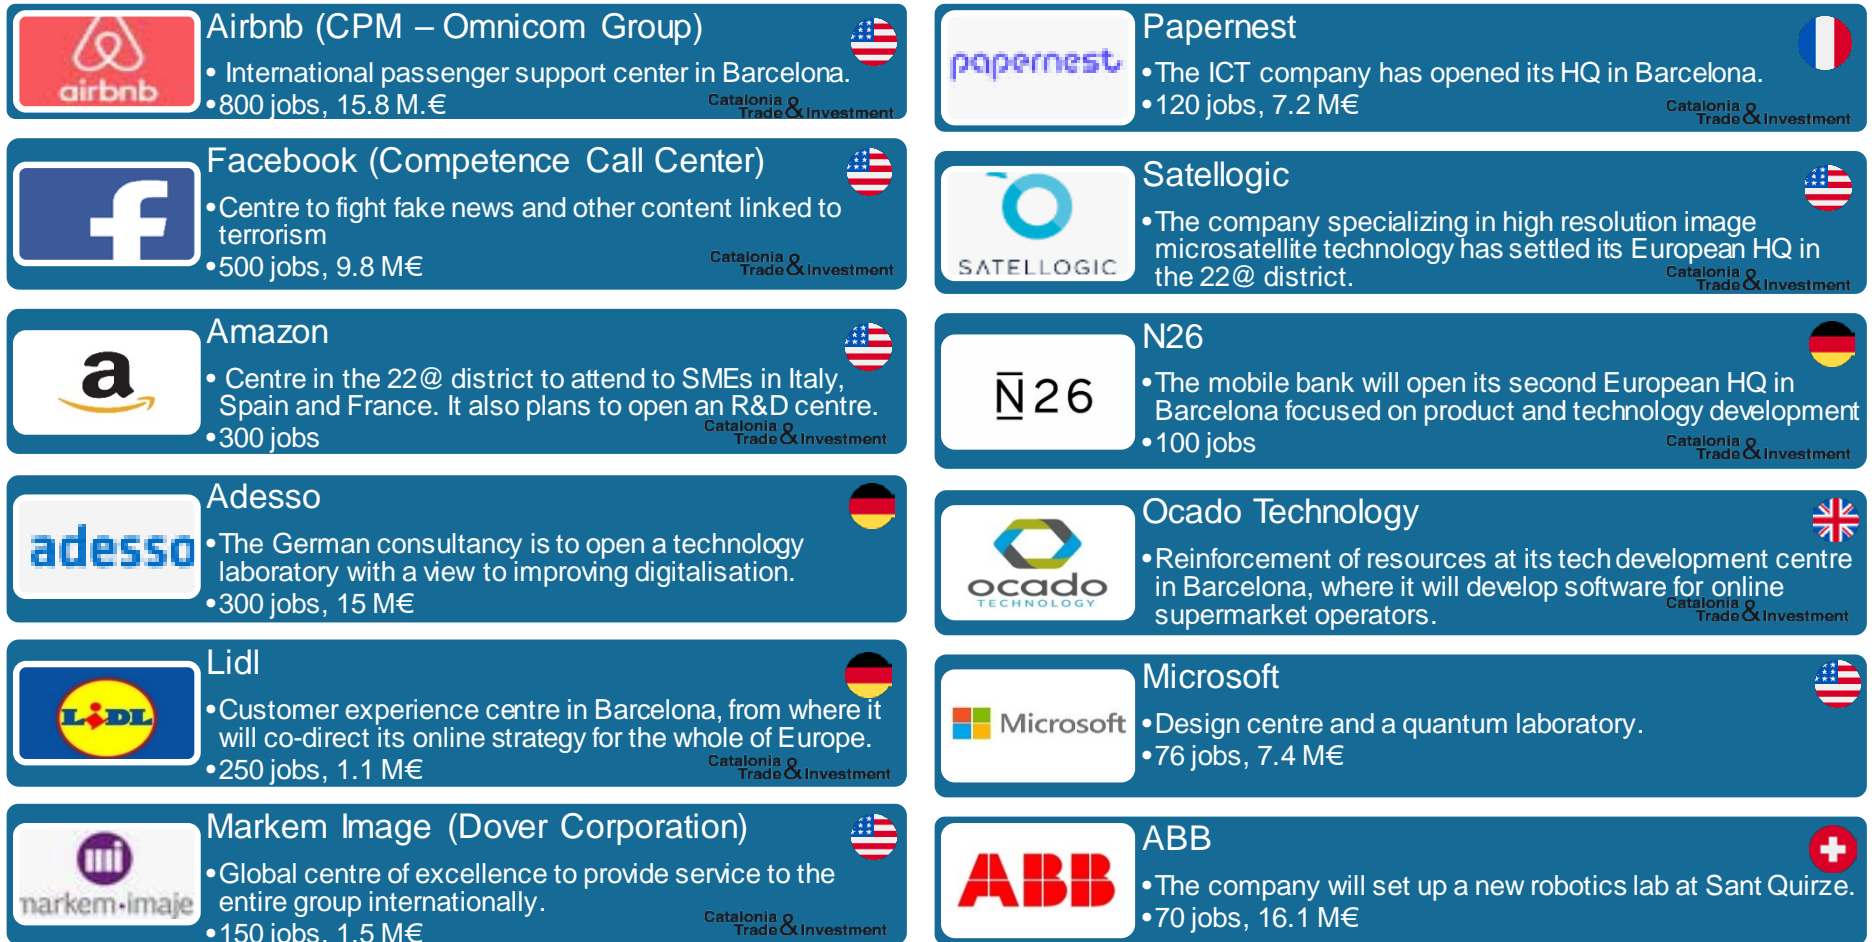 airbnb
Airbnb (CPM – Omnicom Group)
• International passenger support center in Barcelona.
•800 jobs, 15.8 M.€
Catalonia
Trade & Investment
Facebook (Competence Call Center)
f
•Centre to fight fake news and other content linked to
terrorism
•500 jobs, 9.8 M€
Catalonia
Trade & Investment
Amazon
a
• Centre in the 22@ district to attend to SMEs in Italy,
Spain and France. It also plans to open an R&D centre.
•300 jobs
Catalonia
Trade & Investment
Adesso
adesso
•The German consultancy is to open a technology
laboratory with a view to improving digitalisation.
•300 jobs, 15 M€
Lidl
LiDL
•Customer experience centre in Barcelona, from where it
will co-direct its online strategy for the whole of Europe.
•250 jobs, 1.1 M€
Catalonia
Trade & Investment
Markem Image (Dover Corporation)
markem-imaje
•Global centre of excellence to provide service to the
entire group internationally.
•150 jobs, 1.5 M€
Catalonia
Trade & Investment
Papernest
papernest
•The ICT company has opened its HQ in Barcelona.
•120 jobs, 7.2 M€
Catalonia
Trade & Investment
Satellogic
SATELLOGIC
•The company specializing in high resolution image
microsatellite technology has settled its European HQ in
the 22@ district.
Catalonia
Trade & Investment
N26
N26
•The mobile bank will open its second European HQ in
Barcelona focused on product and technology development
•100 jobs
Catalonia
Trade & Investment
Ocado Technology
ocado
TECHNOLOGY
•Reinforcement of resources at its tech development centre
in Barcelona, where it will develop software for online
supermarket operators.
Catalonia
Trade & Investment
Microsoft
Microsoft
•Design centre and a quantum laboratory.
•76 jobs, 7.4 M€
ABB
ABB
•The company will set up a new robotics lab at Sant Quirze.
•70 jobs, 16.1 M€